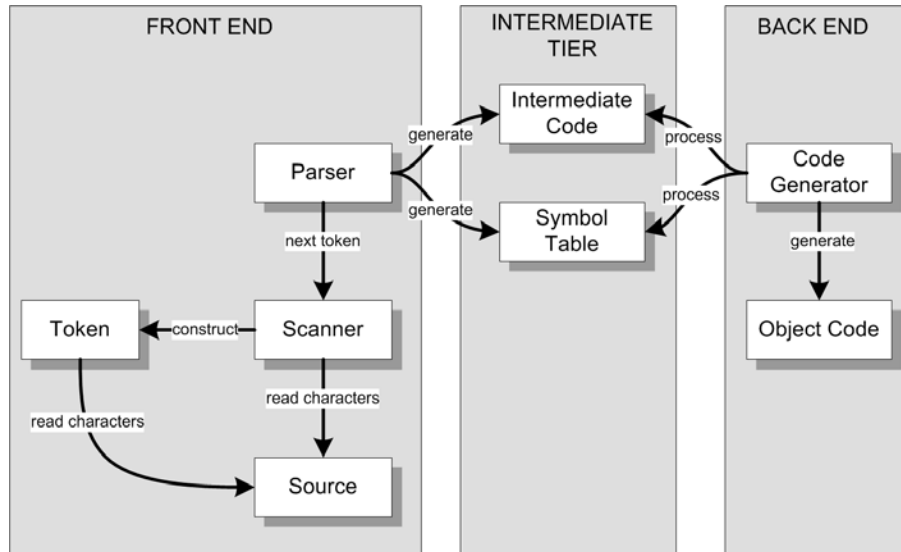 FRONT END
INTERMEDIATE
TIER
BACK END
Intermediate
Code
generate
process
Parser
Code
Generator
generate
process
Symbol
Table
next token
generate
Token
construct
Scanner
Object Code
read characters
read characters
Source